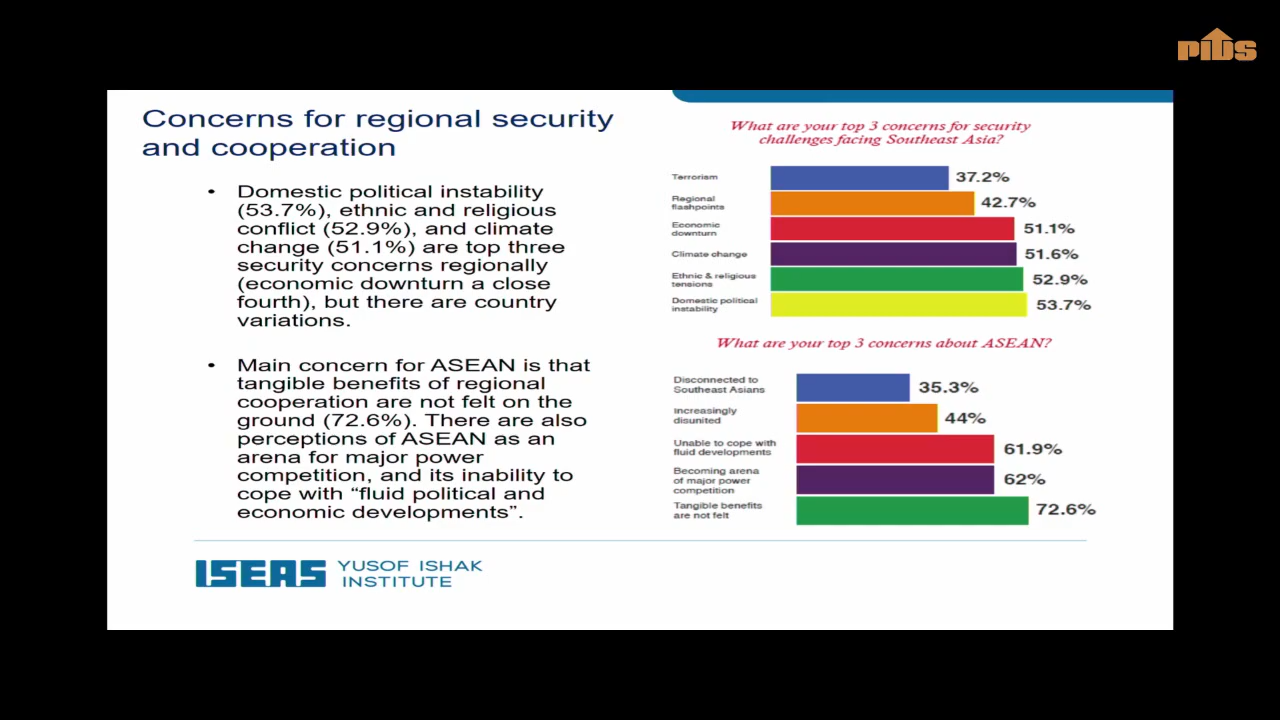 PIDS
Concerns for regional security
and cooperation
• Domestic political instability
(53.7%), ethnic and religious
conflict (52.9%), and climate
change (51.1%) are top three
security concerns regionally
(economic downturn a close
fourth), but there are country
variations.
• Main concern for ASEAN is that
tangible benefits of regional
cooperation are not felt on the
ground (72.6%). There are also
perceptions of ASEAN as an
arena for major power
competition, and its inability to
cope with “fluid political and
economic developments”.
What are your top 3 concerns for security
challenges facing Southeast Asia?
Terrorism 37.2%
Regional
flashpoints 42.7%
Economic
downturn 51.1%
Climate change 51.6%
Ethnic & religious
tensions 52.9%
Domestic political
instability 53.7%
What are your top 3 concerns about ASEAN?
Disconnected to
Southeast Asians 35.3%
Increasingly
disunited 44%
Unable to cope with
fluid developments 61.9%
Becoming arena
of major power
competition 62%
Tangible benefits
are not felt 72.6%
ISEAS YUSOF ISHAK
INSTITUTE